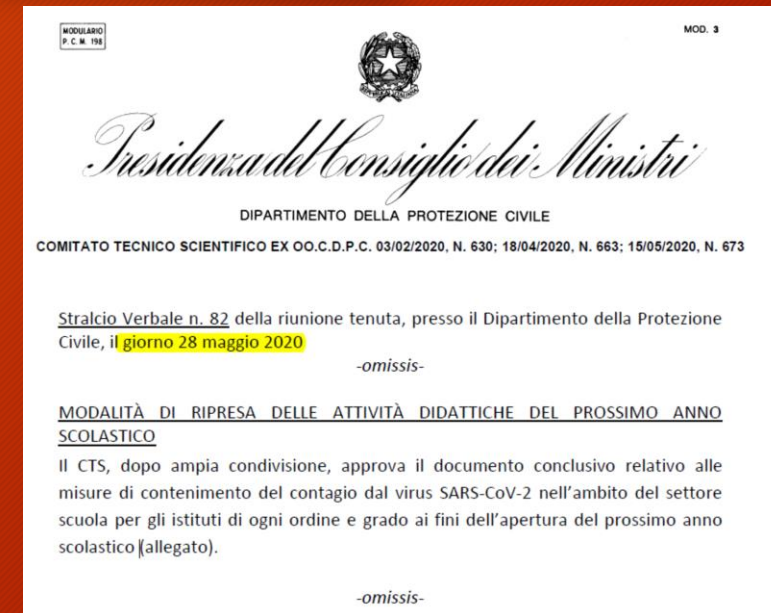 MODULARIO
P. C. M. 198
MOD. 3
Presidenza del Consiglio dei Ministri
DIPARTIMENTO DELLA PROTEZIONE CIVILE
COMITATO TECNICO SCIENTIFICO EX OO.C.D.P.C. 03/02/2020, N. 630; 18/04/2020, N. 663; 15/05/2020, N. 673
Stralcio Verbale n. 82 della riunione tenuta, presso il Dipartimento della Protezione
Civile, il giorno 28 maggio 2020
-omissis-
MODALITÀ DI RIPRESA DELLE ATTIVITÀ DIDATTICHE DEL PROSSIMO ANNO
SCOLASTICO
Il CTS, dopo ampia condivisione, approva il documento conclusivo relativo alle
misure di contenimento del contagio dal virus SARS-CoV-2 nell'ambito del settore
scuola per gli istituti di ogni ordine e grado ai fini dell'apertura del prossimo anno
scolastico (allegato).
-omissis-